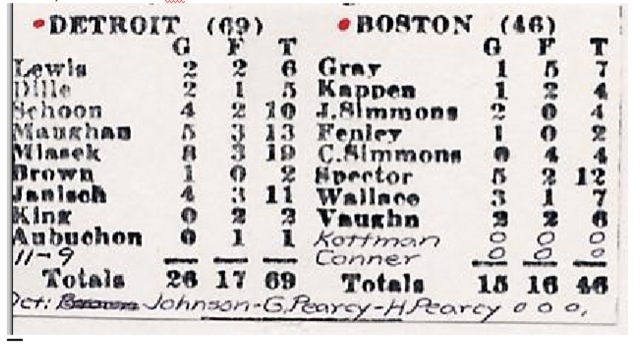 •DETROIT (69) •BOSTON (46)
G F T G F T
Lewis 2 2 6 Gray 1 5 7
Dille 2 1 5 Kappen 1 2 4
Schoon 4 2 10 J.Simmons 2 0 4
Maughan 5 3 13 Fenley 1 0 2
Miasek 8 3 19 C.Simmons 0 4 4
Brown 1 0 2 Spector 5 2 12
Janisch 4 3 11 Wallace 3 1 7
King 0 2 2 Vaughn 2 2 6
Aubuchon 0 1 1 Kottman 0 0 0
11-9 Conner 0 0 0
Totals 26 17 69 Totals 15 16 46
Det: Johnson-G,Pearcy-H,Pearcy 0 0 0,